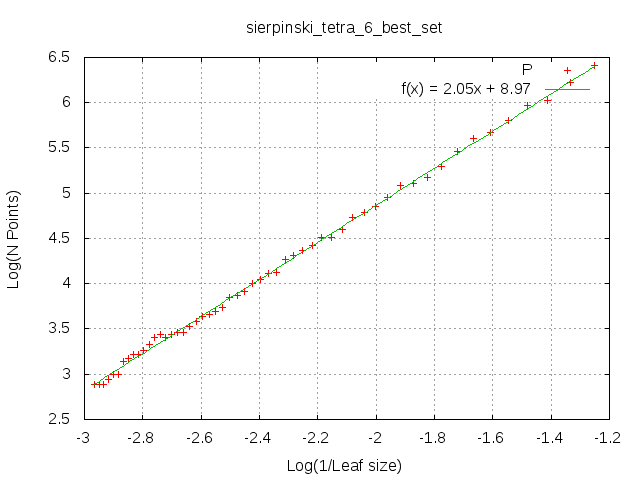 sierpinski_tetra_6_best_set
6.5
6
5.5
5
4.5
4
3.5
3
2.5
P
f(x) = 2.05x + 8.97
Log(N Points)
-3 -2.8 -2.6 -2.4 -2.2 -2 -1.8 -1.6 -1.4 -1.2
Log(1/Leaf size)